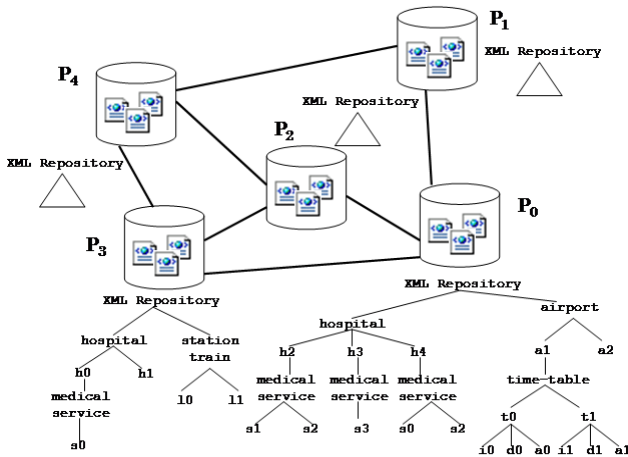 P1
XML Repository
P4
XML Repository
P2
XML Repository
P0
P3
XML Repository
XML Repository
hospital
station
train
h0
h1
medical
service
l0
l1
s0
hospital
airport
h2
h3
h4
a1
a2
medical
service
medical
service
medical
service
time-table
s1
s2
s3
s0
s2
t0
t1
i0
d0
a0
i1
d1
a1